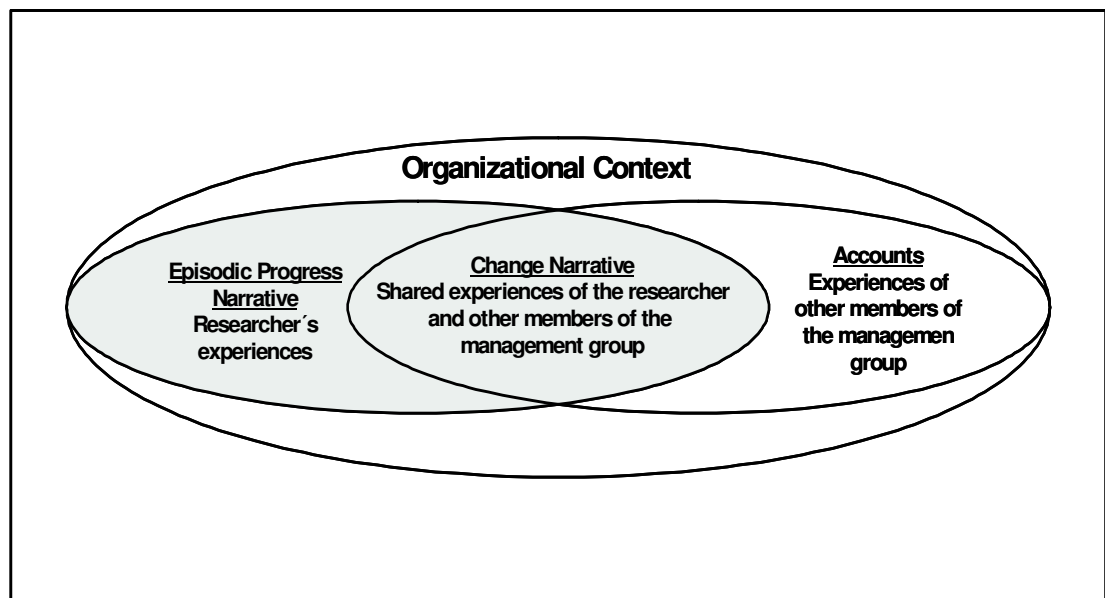 Organizational Context
Episodic Progress
Narrative
Researcher´s
experiences
Change Narrative
Shared experiences of the researcher
and other members of the
management group
Accounts
Experiences of
other members of
the managemen
group